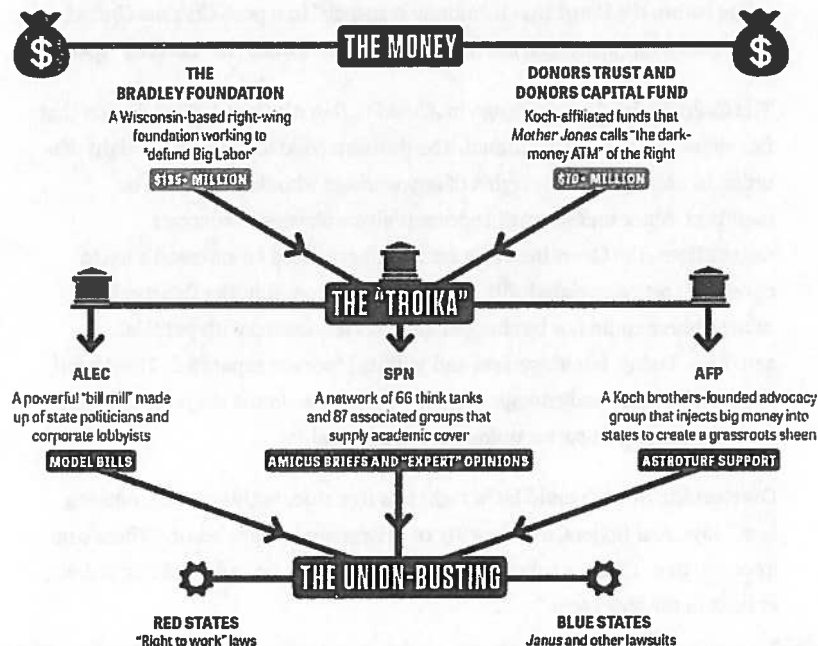 $
THE MONEY
$
THE
BRADLEY FOUNDATION
A Wisconsin-based right-wing
foundation working to
"defund Big Labor"
MILLION
DONORS TRUST AND
DONORS CAPITAL FUND
Koch-affiliated funds that
Mother Jones calls "the dark-
money ATM" of the Right
MILLION
THE "TROIKA"
ALEC
A powerful "bill mill" made
up of state politicians and
corporate lobbyists
MODEL BILLS
SPN
A network of 66 think tanks
and 87 associated groups that
supply academic cover
AMICUS BRIEFS AND "EXPERT" OPINIONS
AFP
A Koch brothers-founded advocacy
group that injects big money into
states to create a grassroots sheen
ASTROTURF SUPPORT
THE UNION-BUSTING
RED STATES
"Right to work" laws
BLUE STATES
Janus and other lawsuits